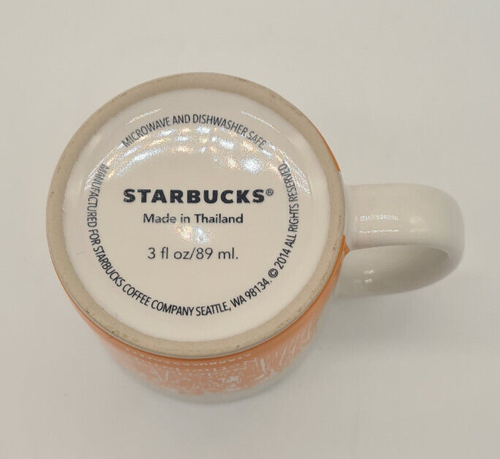 MICROWAVE AND DISHWASHER SAFE
STARBUCKS®
Made in Thailand
3 fl oz/89 ml.
MANUFACTURED FOR STARBUCKS COFFEE COMPANY SEATTLE, WA 98134. © 2014 ALL RIGHTS RESERVED.